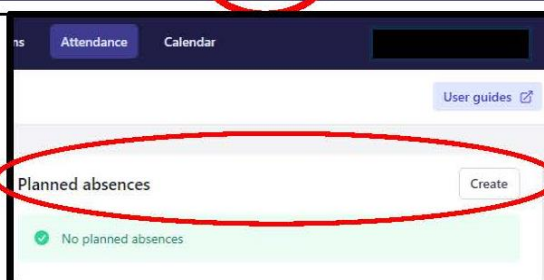 ns Attendance Calendar
User guides
Planned absences Create
No planned absences